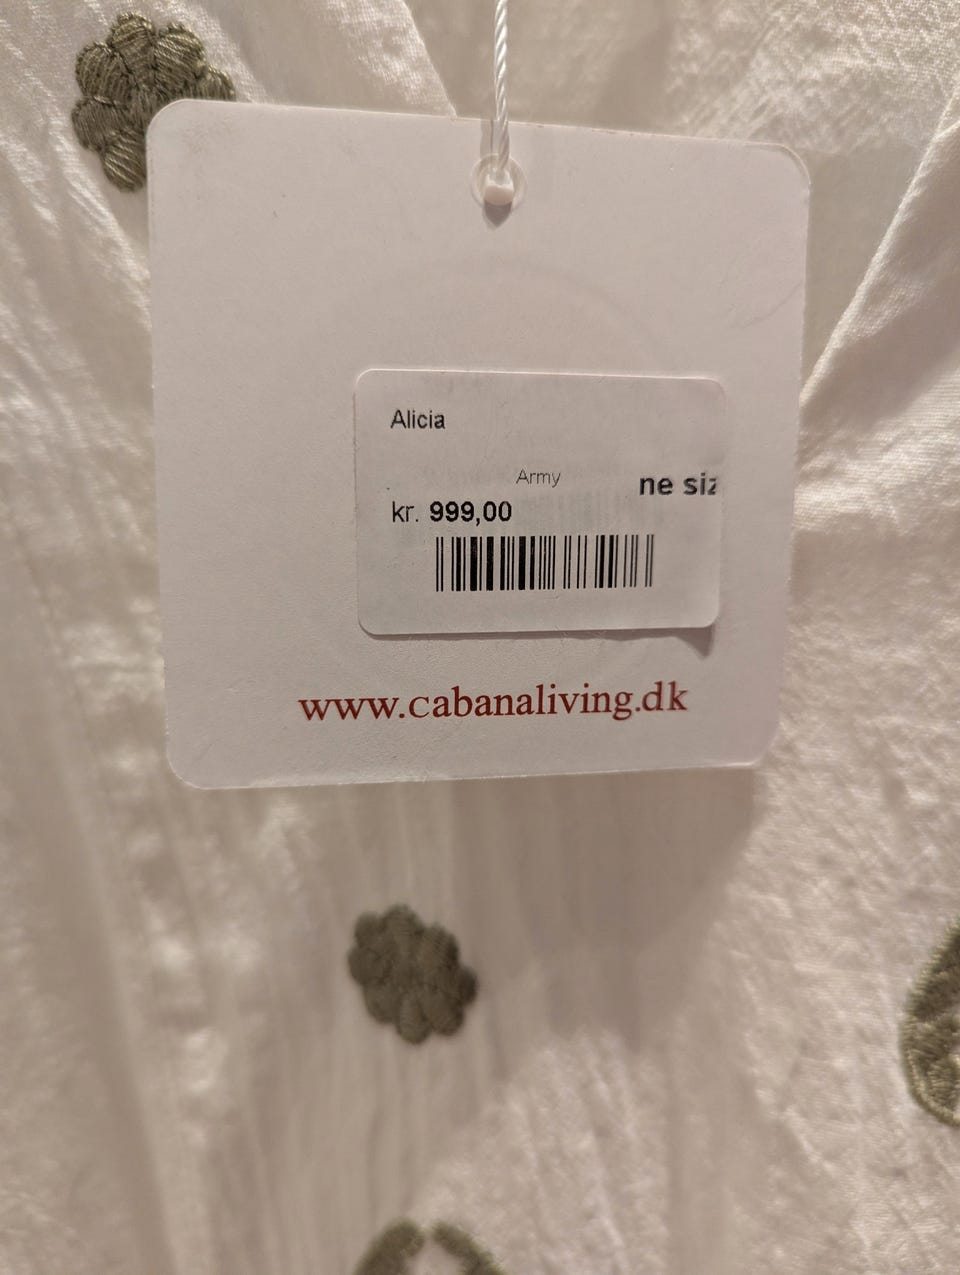 Alicia
Army
ne siz
kr. 999,00
www.cabanaliving.dk